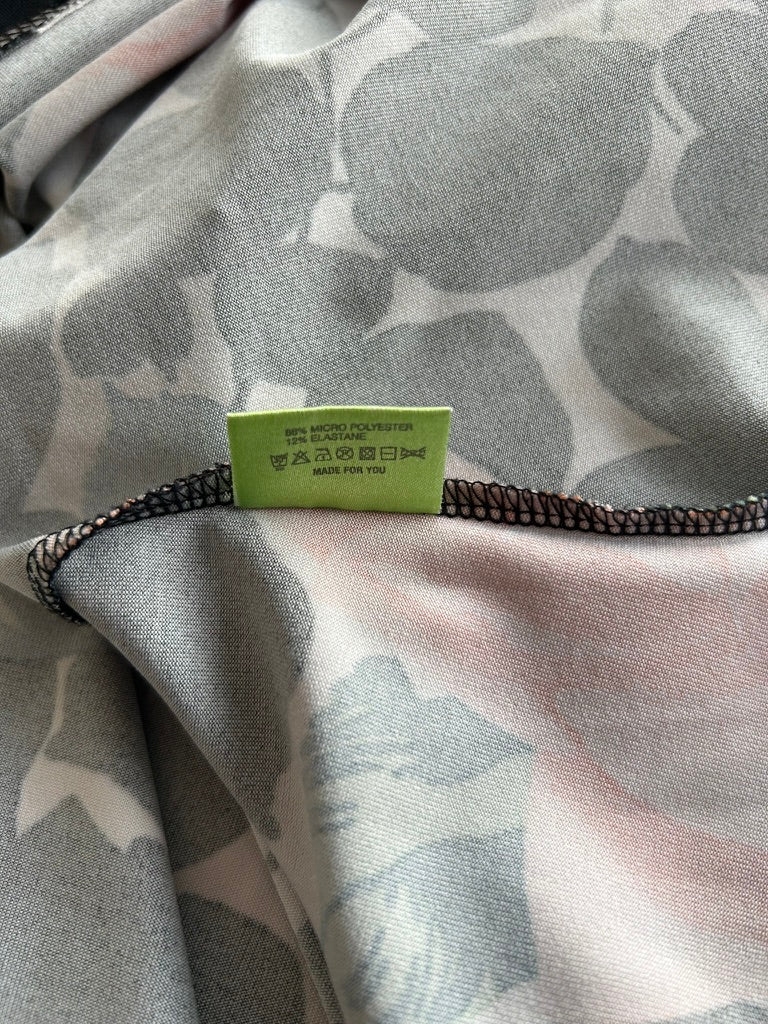 88% MICRO POLYESTER
12% ELASTANE
MADE FOR YOU